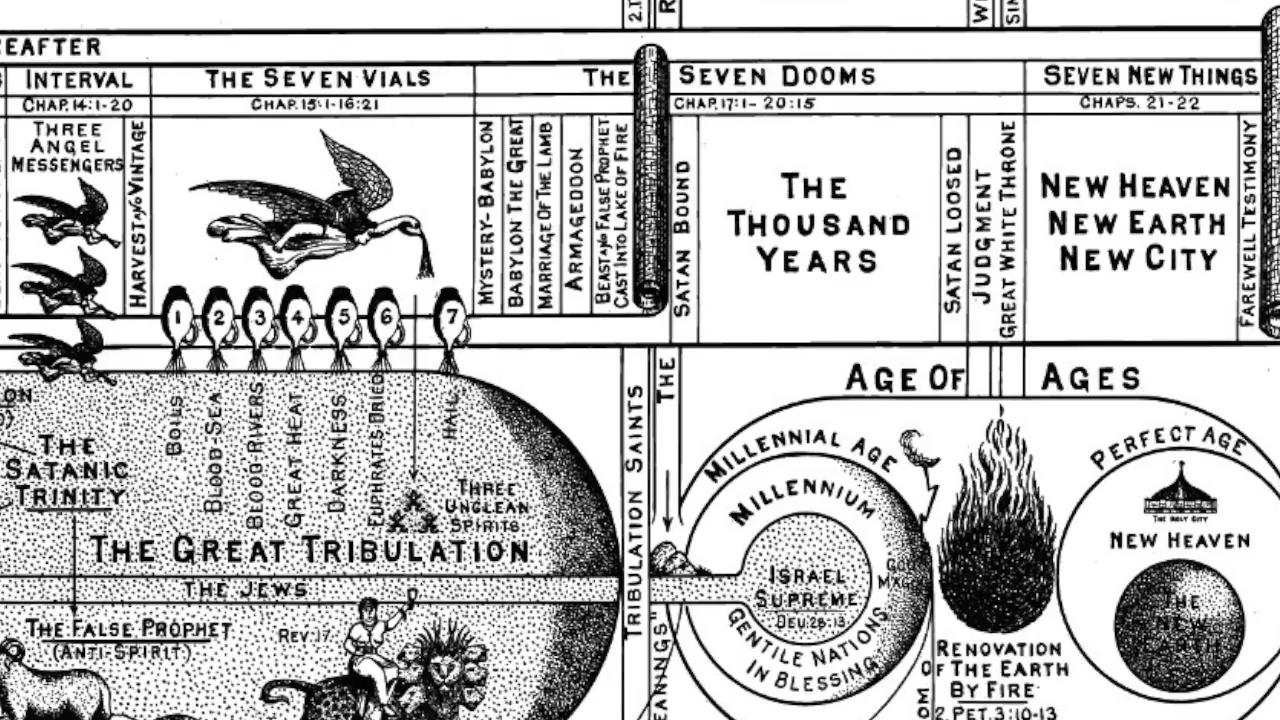 EAFTER
INTERVAL
THE SEVEN VIALS
THE
SEVEN DOOMS
SEVEN NEW THINGS
CHAP. 14:1-20
CHAP. 15:1-16:21
CHAP. 17:1-20:15
CHAPS. 21-22
THREE
ANGEL
MESSENGERS
HARVEST AND VINTAGE
MYSTERY-BABYLON
BABYLON THE GREAT
MARRIAGE OF THE LAMB
ARMAGEDDON
BEAST AND FALSE PROPHET
CAST INTO LAKE OF FIRE
SATAN BOUND
THE
THOUSAND
YEARS
SATAN LOOSED
JUDGMENT
GREAT WHITE THRONE
NEW HEAVEN
NEW EARTH
NEW CITY
FAREWELL TESTIMONY
1
2
3
4
5
6
7
BOILS
BLOOD-SEA
BLOOD-RIVERS
GREAT HEAT
DARKNESS
EUPHRATES DRIED
HAIL
THREE
UNCLEAN
SPIRITS
THE
SATANIC
TRINITY
THE GREAT TRIBULATION
THE JEWS
THE FALSE PROPHET
(ANTI-SPIRIT)
REV. 17
TRIBULATION SAINTS
THE
AGE OF AGES
MILLENNIAL AGE
MILLENNIUM
ISRAEL
SUPREME
DEU. 28:13
GENTILE NATIONS
IN BLESSING
RENOVATION
OF THE EARTH
BY FIRE
2. PET. 3:10-13
PERFECT AGE
THE HOLY CITY
NEW HEAVEN
THE
NEW
EARTH